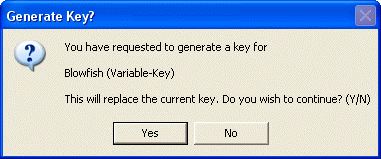 Generate Key?
You have requested to generate a key for
Blowfish (Variable-Key)
This will replace the current key. Do you wish to continue? (Y/N)
Yes
No